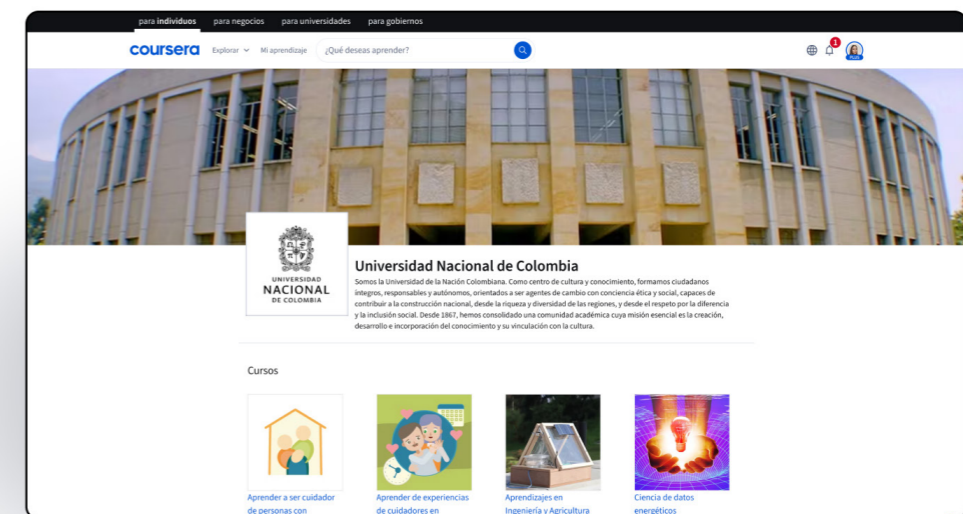 para individuos para negocios para universidades para gobiernos
coursera Explorar Mi aprendizaje ¿Qué deseas aprender? 1
PLUS
UNIVERSIDAD
NACIONAL
DE COLOMBIA
Universidad Nacional de Colombia
Somos la Universidad de la Nación Colombiana. Como centro de cultura y conocimiento, formamos ciudadanos
íntegros, responsables y autónomos, orientados a ser agentes de cambio con conciencia ética y social, capaces de
contribuir a la construcción nacional, desde la riqueza y diversidad de las regiones, y desde el respeto por la diferencia
y la inclusión social. Desde 1867, hemos consolidado una comunidad académica cuya misión esencial es la creación,
desarrollo e incorporación del conocimiento y su vinculación con la cultura.
Cursos
Aprender a ser cuidador
de personas con
Aprender de experiencias
de cuidadores en
Aprendizajes en
Ingeniería y Agricultura
Ciencia de datos
energéticos